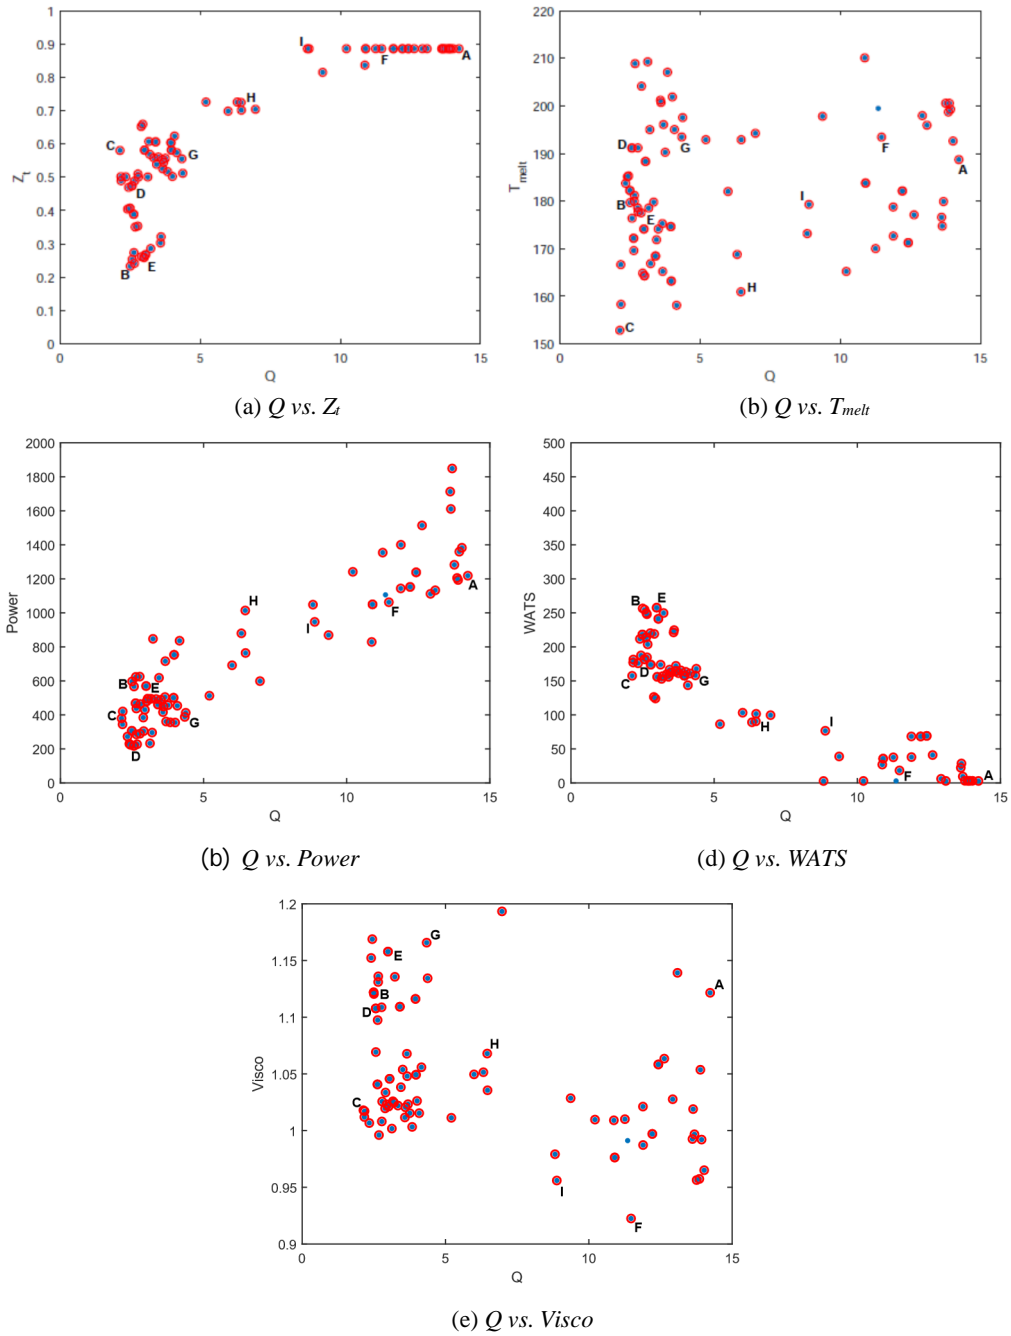 1
0.9
0.8
0.7
0.6
0.5
0.4
0.3
0.2
0.1
0
Z_t
I
F
A
H
C
G
D
B
E
0 5 10 15
Q
(a) Q vs. Z_t
220
210
200
190
180
170
160
150
T_melt
D
G
F
A
B
E
I
H
C
0 5 10 15
Q
(b) Q vs. T_melt
2000
1800
1600
1400
1200
1000
800
600
400
200
0
Power
H
A
F
I
B
E
C
G
D
0 5 10 15
Q
(b) Q vs. Power
500
450
400
350
300
250
200
150
100
50
0
WATS
B
E
D
C
G
H
I
F
A
0 5 10 15
Q
(d) Q vs. WATS
1.2
1.15
1.1
1.05
1
0.95
0.9
Visco
G
E
B
D
A
H
C
I
F
0 5 10 15
Q
(e) Q vs. Visco